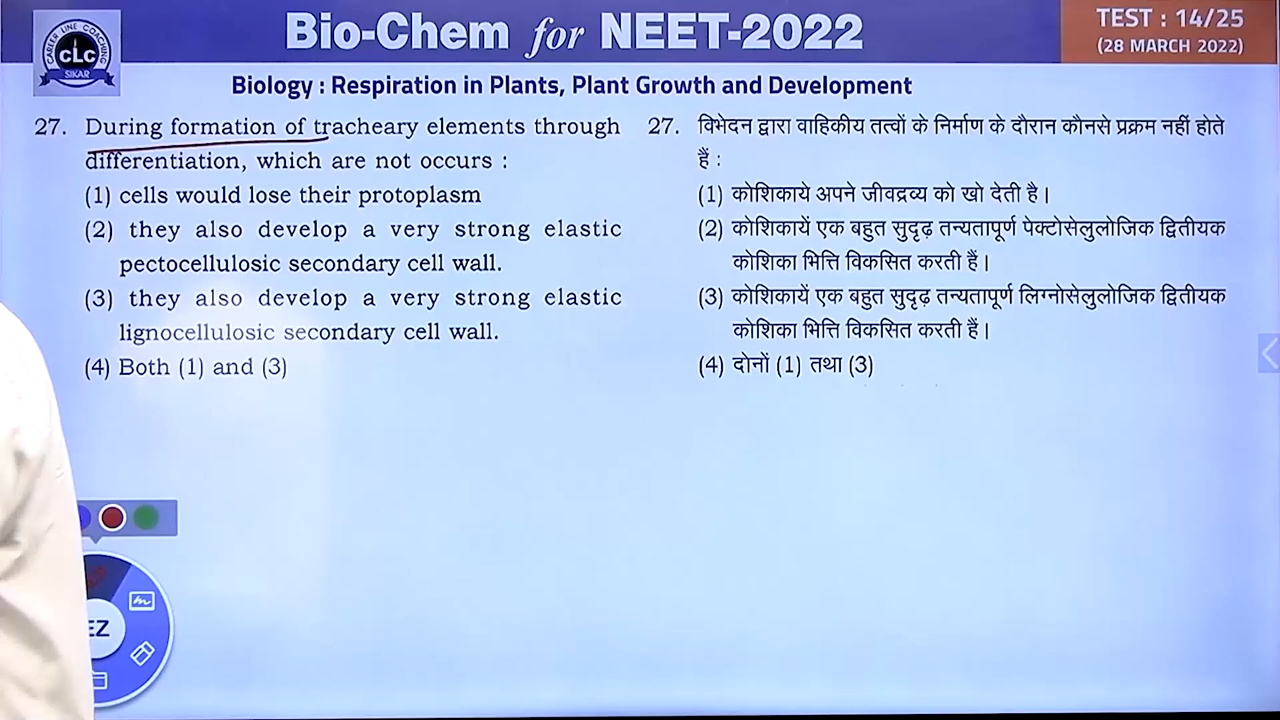 Bio-Chem for NEET-2022
TEST : 14/25
(28 MARCH 2022)
CAREER LINE COACHING
CLC
SIKAR
Biology : Respiration in Plants, Plant Growth and Development
27. During formation of tracheary elements through
differentiation, which are not occurs :
(1) cells would lose their protoplasm
(2) they also develop a very strong elastic
pectocellulosic secondary cell wall.
(3) they also develop a very strong elastic
lignocellulosic secondary cell wall.
(4) Both (1) and (3)
27. विभेदन द्वारा वाहिकीय तत्वों के निर्माण के दौरान कौनसे प्रक्रम नहीं होते
हैं :
(1) कोशिकाये अपने जीवद्रव्य को खो देती है।
(2) कोशिकायें एक बहुत सुदृढ़ तन्यतापूर्ण पेक्टोसेलुलोजिक द्वितीयक
कोशिका भित्ति विकसित करती हैं।
(3) कोशिकायें एक बहुत सुदृढ़ तन्यतापूर्ण लिग्नोसेलुलोजिक द्वितीयक
कोशिका भित्ति विकसित करती हैं।
(4) दोनों (1) तथा (3)
EZ